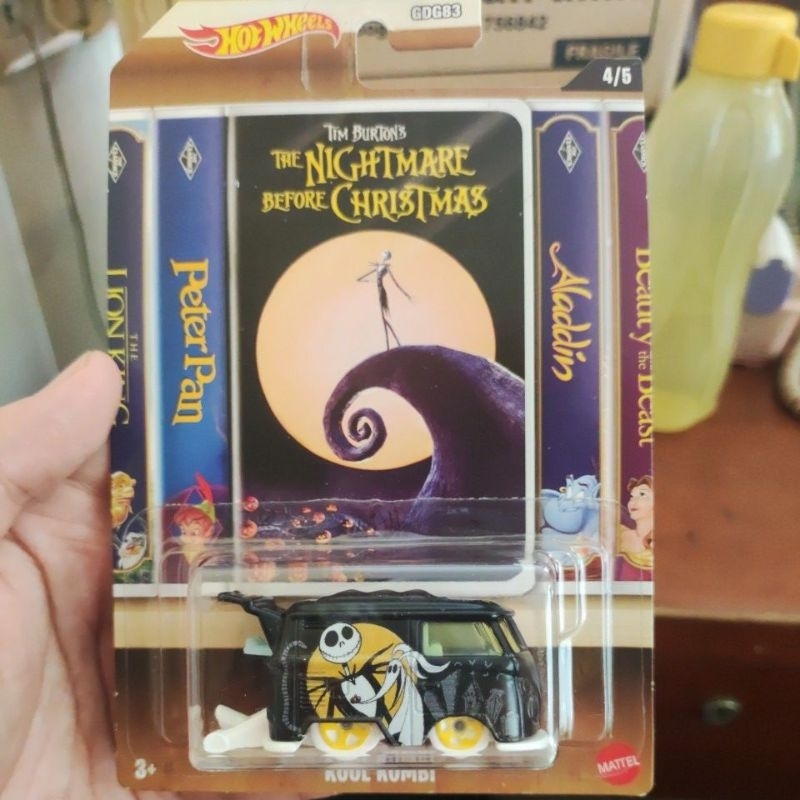 HOT WHEELS
GDG83
756842
FRAGILE
4/5
TIM BURTON'S
THE NIGHTMARE
BEFORE CHRISTMAS
THE
LION KING
Peter Pan
Aladdin
Beauty the Beast
3+
KOOL KOMBI
MATTEL